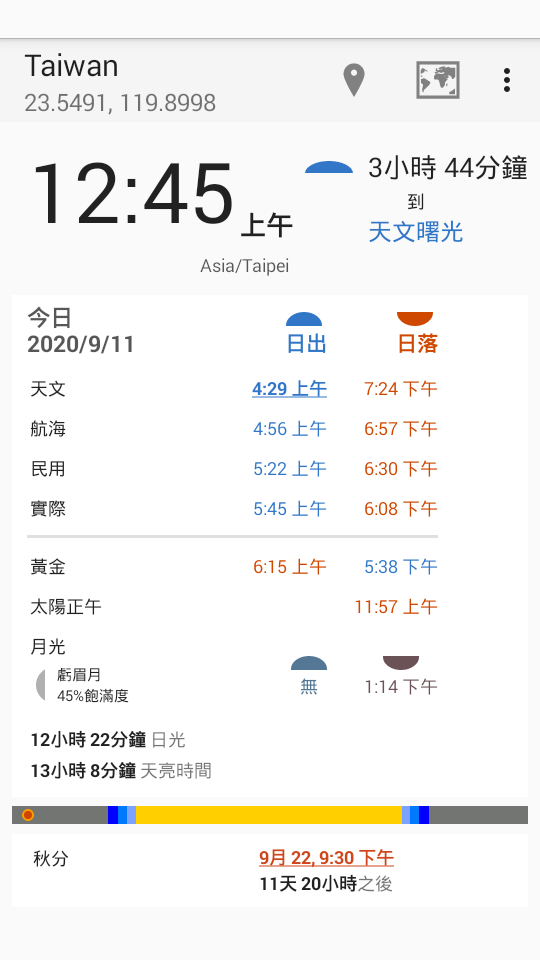 Taiwan
23.5491, 119.8998
12:45 上午
3小時 44分鐘
到
天文曙光
Asia/Taipei
今日
2020/9/11
日出 日落
天文 4:29 上午 7:24 下午
航海 4:56 上午 6:57 下午
民用 5:22 上午 6:30 下午
實際 5:45 上午 6:08 下午
黃金 6:15 上午 5:38 下午
太陽正午 11:57 上午
月光
虧眉月
45%飽滿度
無 1:14 下午
12小時 22分鐘 日光
13小時 8分鐘 天亮時間
秋分 9月 22, 9:30 下午
11天 20小時之後